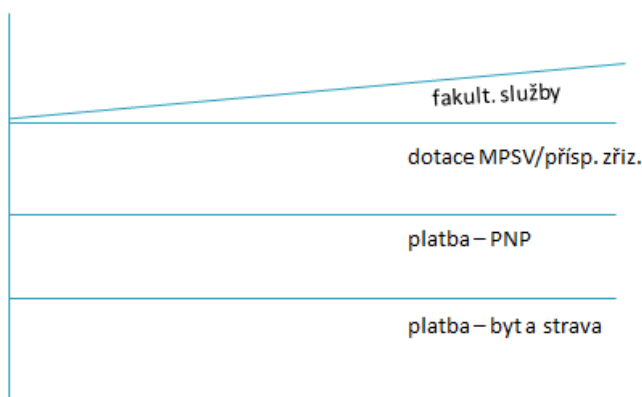 fakult. služby
dotace MPSV/přísp. zřiz.
platba – PNP
platba – byt a strava